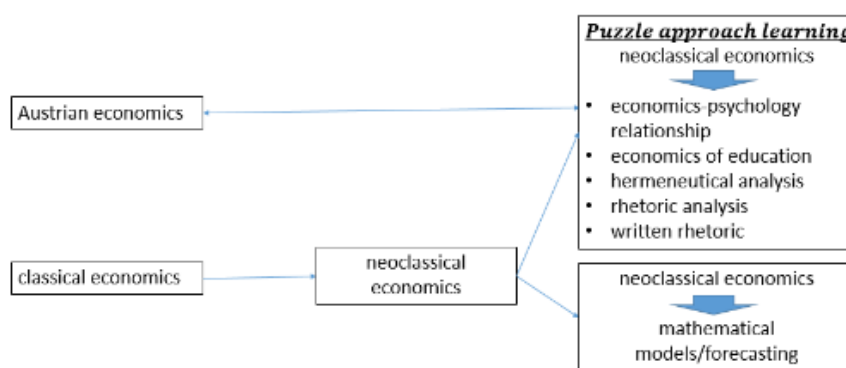 Puzzle approach learning
neoclassical economics
Austrian economics
• economics-psychology
relationship
• economics of education
• hermeneutical analysis
• rhetoric analysis
• written rhetoric
classical economics
neoclassical
economics
neoclassical economics
mathematical
models/forecasting